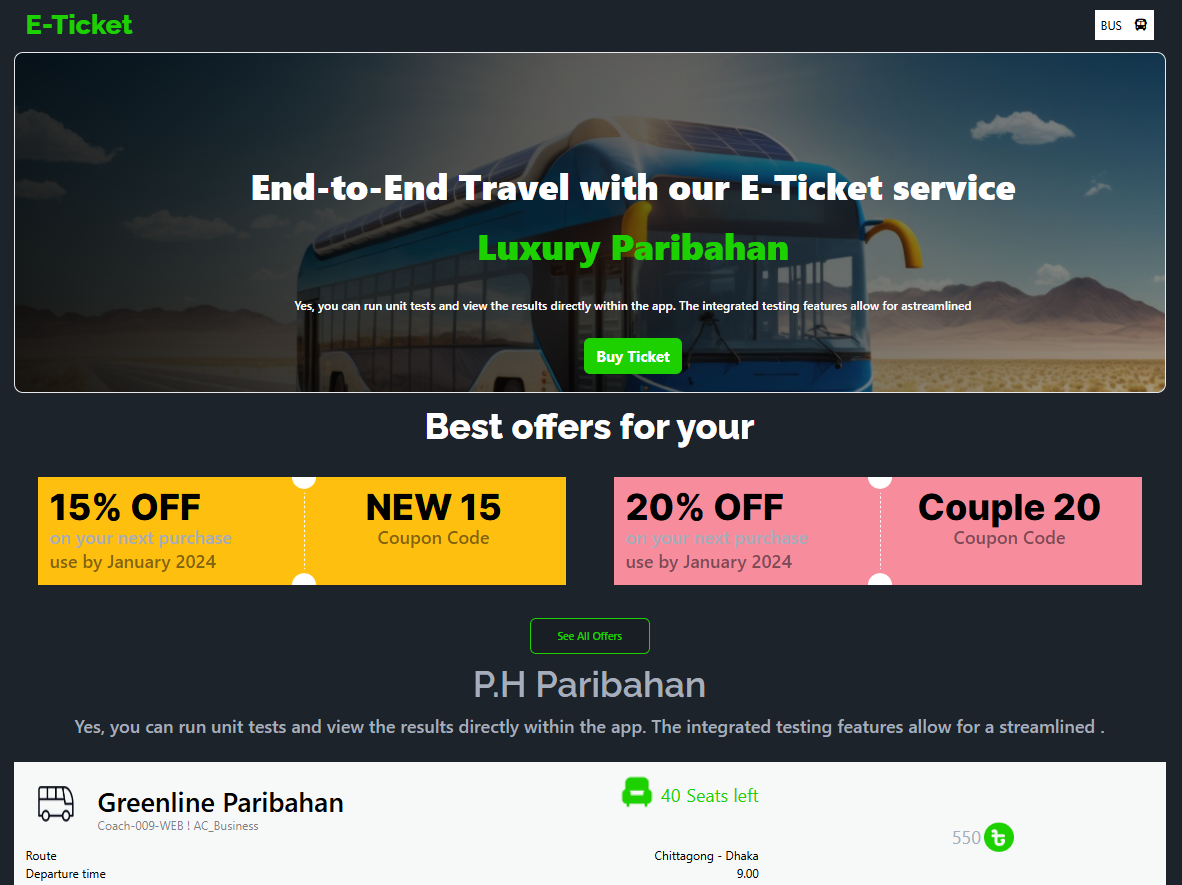 E-Ticket
BUS
End-to-End Travel with our E-Ticket service
Luxury Paribahan
Yes, you can run unit tests and view the results directly within the app. The integrated testing features allow for astreamlined
Buy Ticket
Best offers for your
15% OFF
on your next purchase
use by January 2024
NEW 15
Coupon Code
20% OFF
on your next purchase
use by January 2024
Couple 20
Coupon Code
See All Offers
P.H Paribahan
Yes, you can run unit tests and view the results directly within the app. The integrated testing features allow for a streamlined .
Greenline Paribahan
Coach-009-WEB ! AC_Business
40 Seats left
550
Route
Chittagong - Dhaka
Departure time
9.00